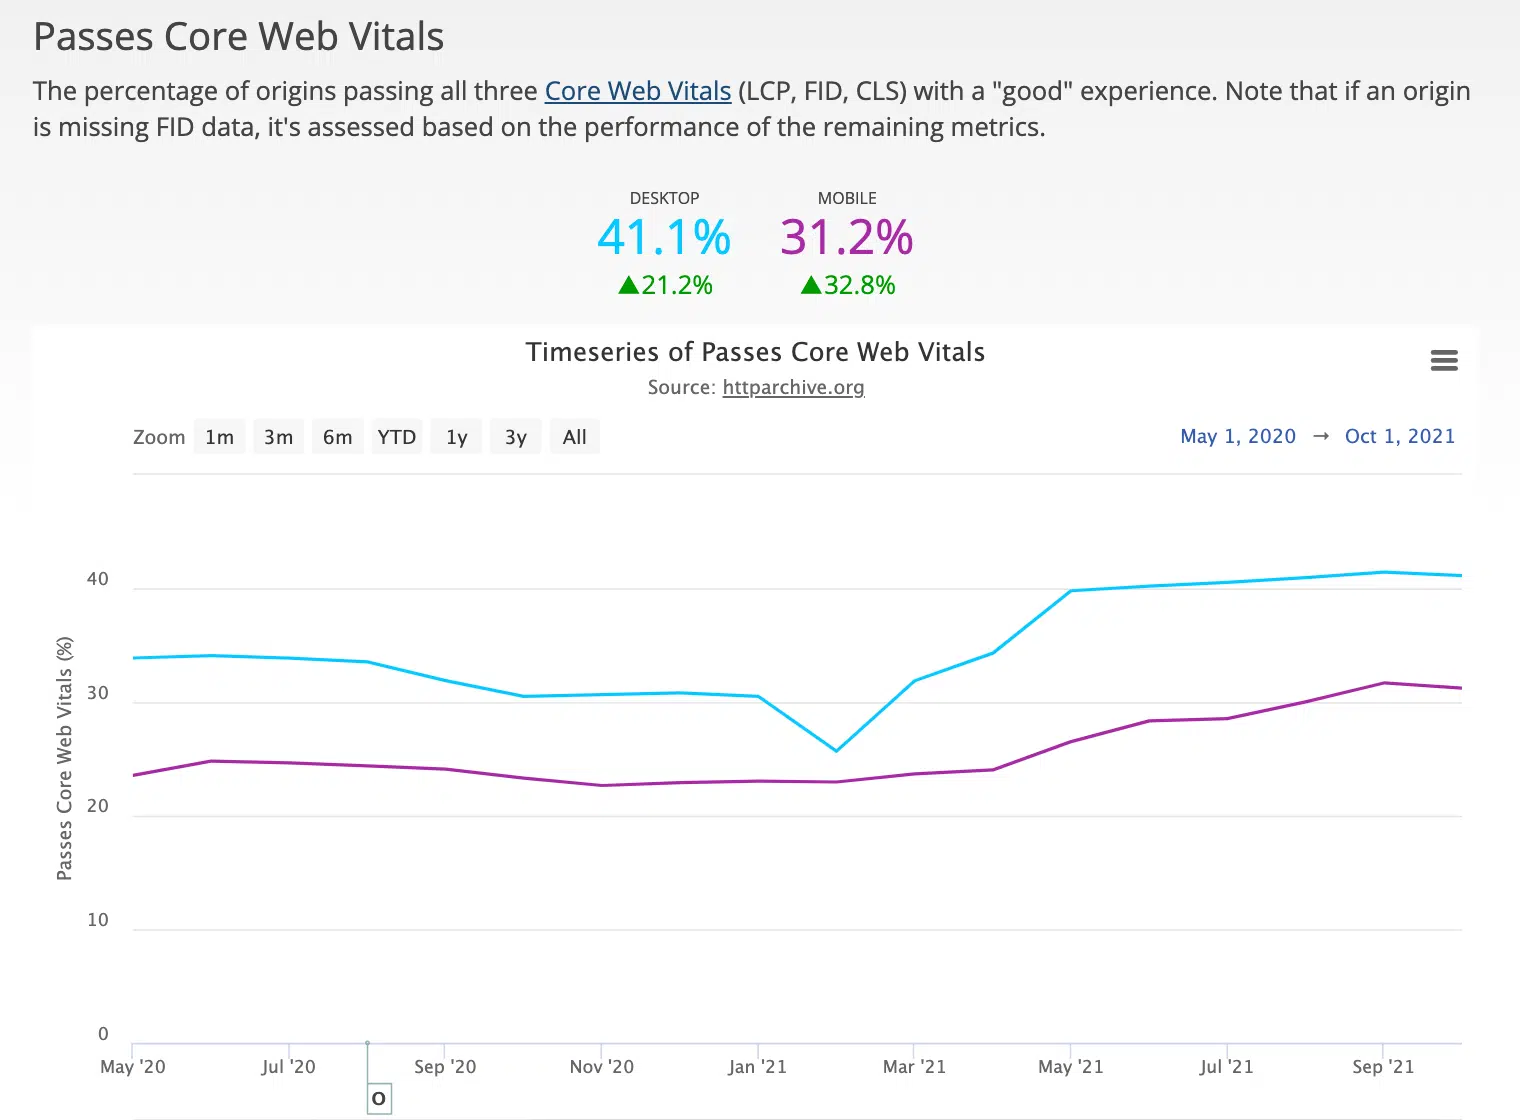 Passes Core Web Vitals
The percentage of origins passing all three Core Web Vitals (LCP, FID, CLS) with a "good" experience. Note that if an origin
is missing FID data, it's assessed based on the performance of the remaining metrics.
DESKTOP MOBILE
41.1% 31.2%
▲21.2% ▲32.8%
Timeseries of Passes Core Web Vitals
Source: httparchive.org
Zoom 1m 3m 6m YTD 1y 3y All May 1, 2020 → Oct 1, 2021
Passes Core Web Vitals (%)
40
30
20
10
0
May '20 Jul '20 Sep '20 Nov '20 Jan '21 Mar '21 May '21 Jul '21 Sep '21
O